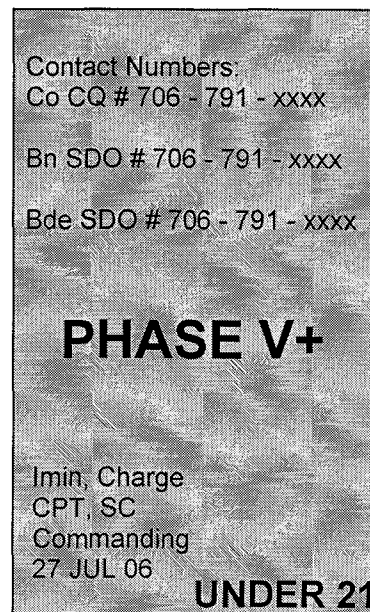 Contact Numbers:
Co CQ # 706 - 791 - xxxx
Bn SDO # 706 - 791 - xxxx
Bde SDO # 706 - 791 - xxxx
PHASE V+
Imin, Charge
CPT, SC
Commanding
27 JUL 06
UNDER 21